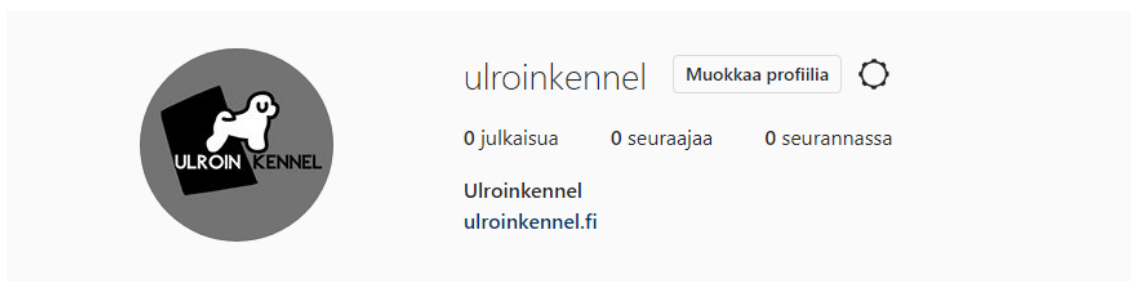 ULROIN KENNEL
ulroinkennel Muokkaa profiilia
0 julkaisua 0 seuraajaa 0 seurannassa
Ulroinkennel
ulroinkennel.fi